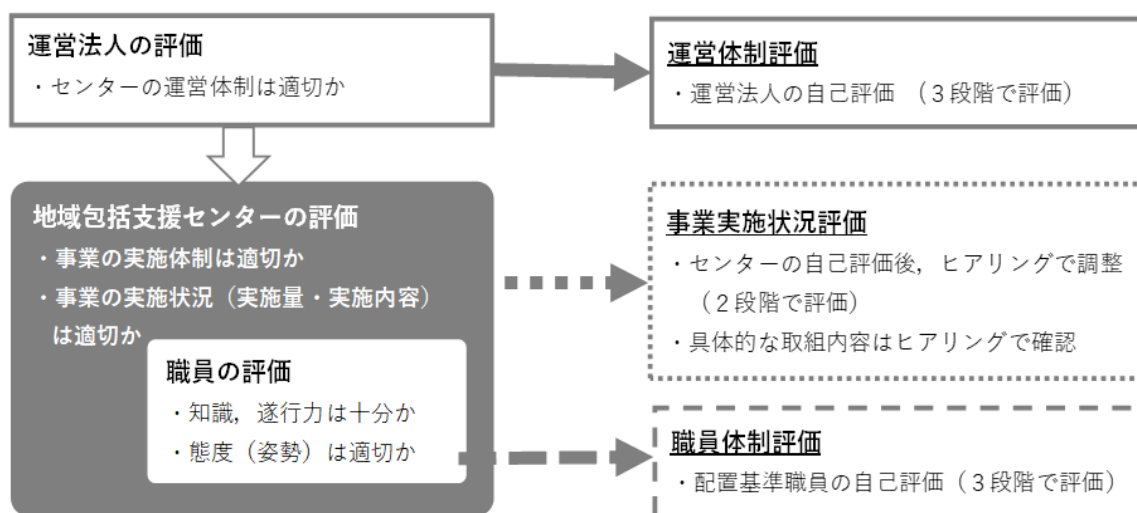 運営法人の評価
・センターの運営体制は適切か
運営体制評価
・運営法人の自己評価 （３段階で評価）
地域包括支援センターの評価
・事業の実施体制は適切か
・事業の実施状況（実施量・実施内容）
は適切か
職員の評価
・知識，遂行力は十分か
・態度（姿勢）は適切か
事業実施状況評価
・センターの自己評価後，ヒアリングで調整
（２段階で評価）
・具体的な取組内容はヒアリングで確認
職員体制評価
・配置基準職員の自己評価（３段階で評価）